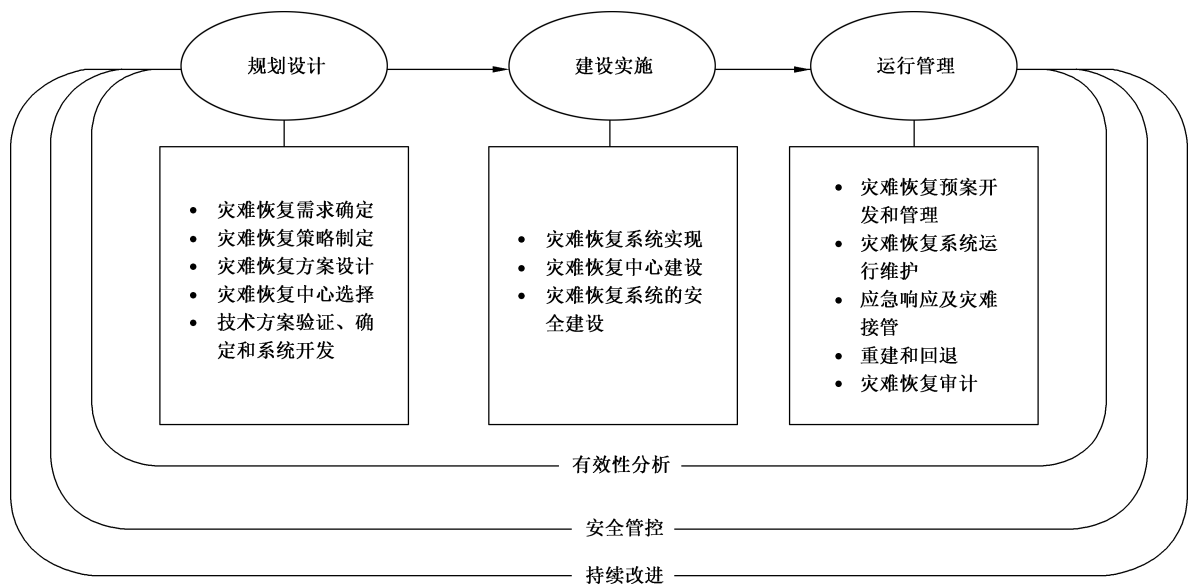 规划设计
建设实施
运行管理
• 灾难恢复需求确定
• 灾难恢复策略制定
• 灾难恢复方案设计
• 灾难恢复中心选择
• 技术方案验证、确
定和系统开发
• 灾难恢复系统实现
• 灾难恢复中心建设
• 灾难恢复系统的安
全建设
• 灾难恢复预案开
发和管理
• 灾难恢复系统运
行维护
• 应急响应及灾难
接管
• 重建和回退
• 灾难恢复审计
有效性分析
安全管控
持续改进